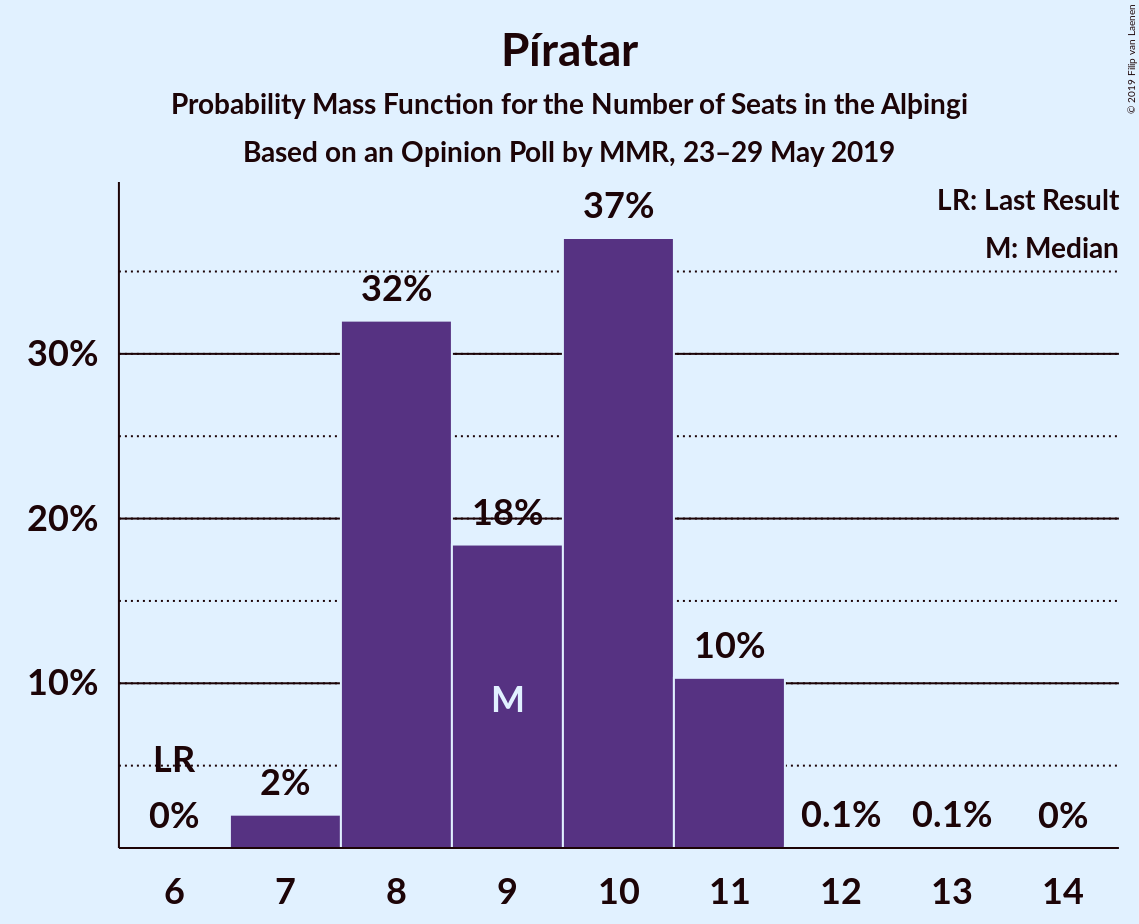 Píratar
Probability Mass Function for the Number of Seats in the Alþingi
Based on an Opinion Poll by MMR, 23–29 May 2019
© 2019 Filip van Laenen
LR: Last Result
M: Median
37%
32%
30%
18%
20%
10%
10%
M
LR
2%
0%
0.1%
0.1%
0%
6 7 8 9 10 11 12 13 14